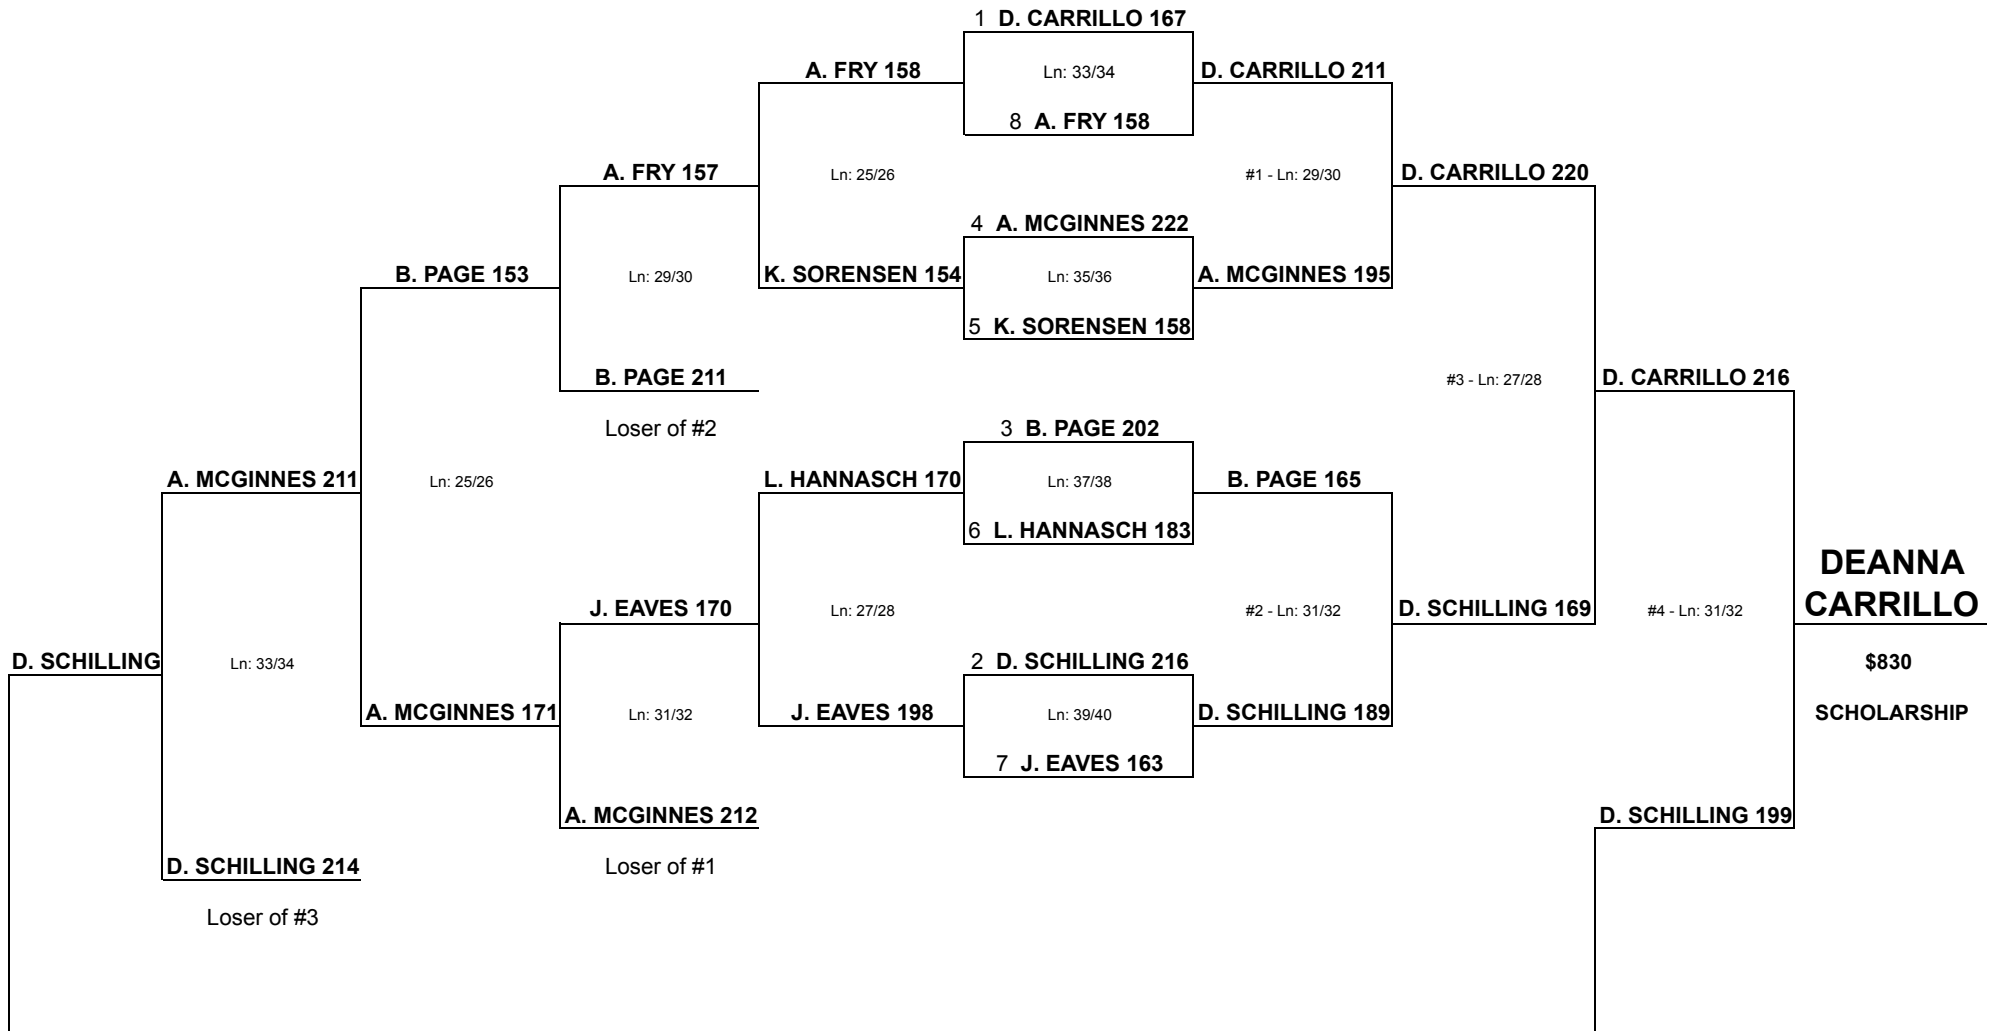 1 D. CARRILLO 167
A. FRY 158
Ln: 33/34
D. CARRILLO 211
8 A. FRY 158
A. FRY 157
Ln: 25/26
#1 - Ln: 29/30
D. CARRILLO 220
4 A. MCGINNES 222
B. PAGE 153
Ln: 29/30
K. SORENSEN 154
Ln: 35/36
A. MCGINNES 195
5 K. SORENSEN 158
B. PAGE 211
#3 - Ln: 27/28
D. CARRILLO 216
Loser of #2
3 B. PAGE 202
A. MCGINNES 211
Ln: 25/26
L. HANNASCH 170
Ln: 37/38
B. PAGE 165
6 L. HANNASCH 183
DEANNA
CARRILLO
J. EAVES 170
Ln: 27/28
#2 - Ln: 31/32
D. SCHILLING 169
#4 - Ln: 31/32
D. SCHILLING
Ln: 33/34
2 D. SCHILLING 216
$830
A. MCGINNES 171
Ln: 31/32
J. EAVES 198
Ln: 39/40
D. SCHILLING 189
SCHOLARSHIP
7 J. EAVES 163
A. MCGINNES 212
D. SCHILLING 199
D. SCHILLING 214
Loser of #1
Loser of #3